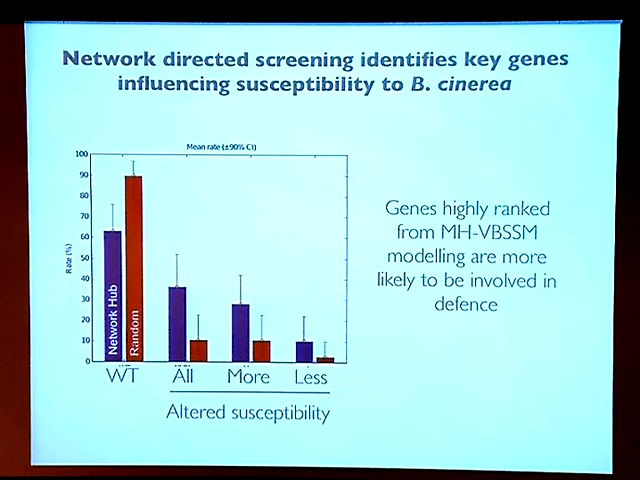 Network directed screening identifies key genes
influencing susceptibility to B. cinerea
Mean rate (±90% CI)
100
90
80
70
60
50
40
30
20
10
0
Rate (%)
Network Hub
Random
WT
All
More
Less
Altered susceptibility
Genes highly ranked
from MH-VBSSM
modelling are more
likely to be involved in
defence